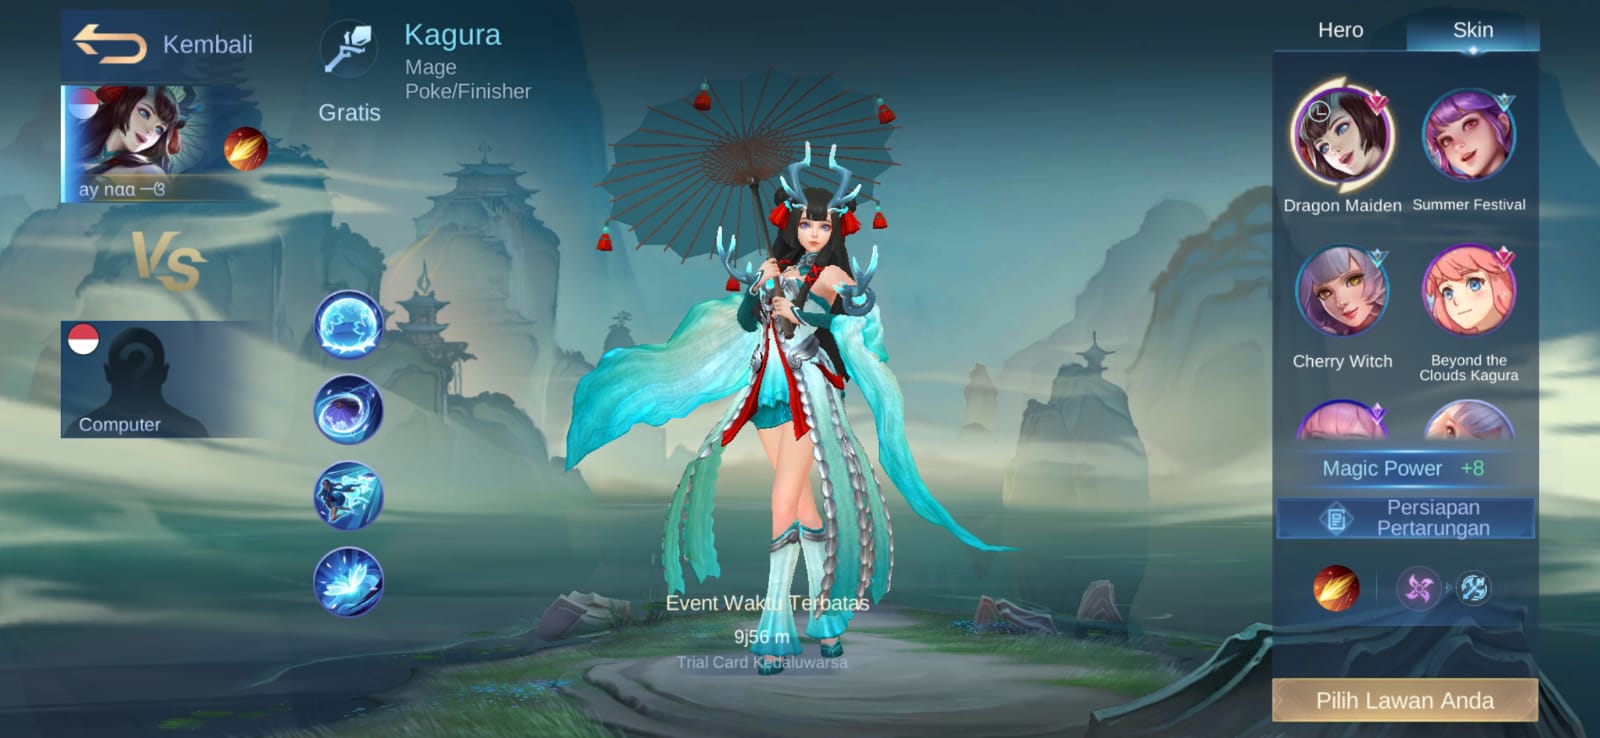 Kembali
Kagura
Mage
Poke/Finisher
Gratis
ay nαα
VS
Computer
Event Waktu Terbatas
9j56 m
Trial Card Kedaluwarsa
Hero
Skin
Dragon Maiden
Summer Festival
Cherry Witch
Beyond the
Clouds Kagura
Magic Power +8
Persiapan
Pertarungan
Pilih Lawan Anda